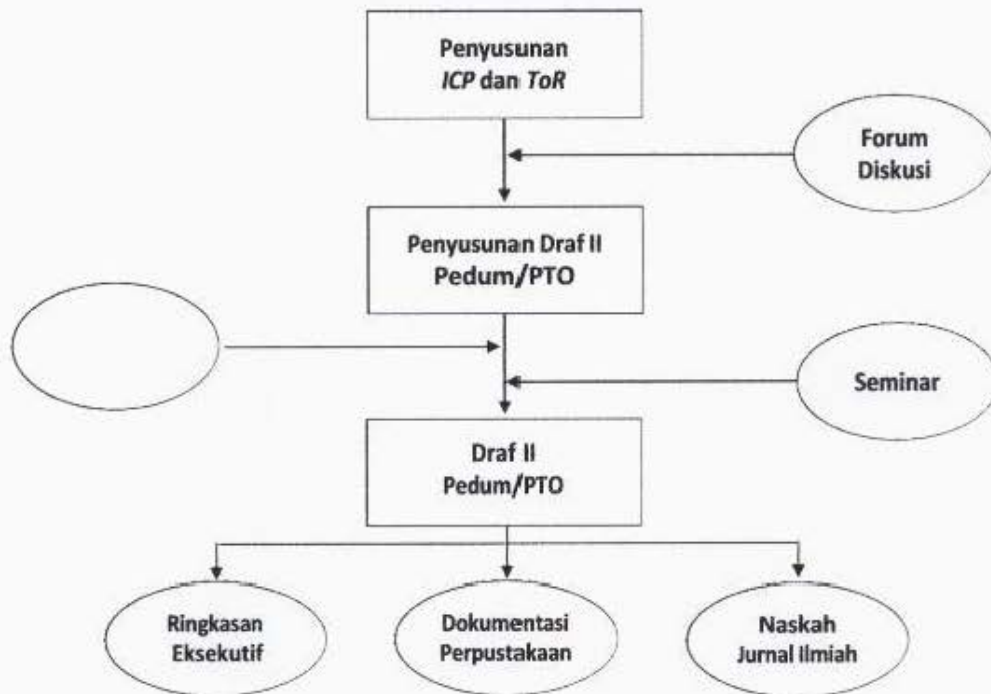 Penyusunan
ICP dan ToR
Forum
Diskusi
Penyusunan Draf II
Pedum/PTO
Seminar
Draf II
Pedum/PTO
Ringkasan
Eksekutif
Dokumentasi
Perpustakaan
Naskah
Jurnal Ilmiah